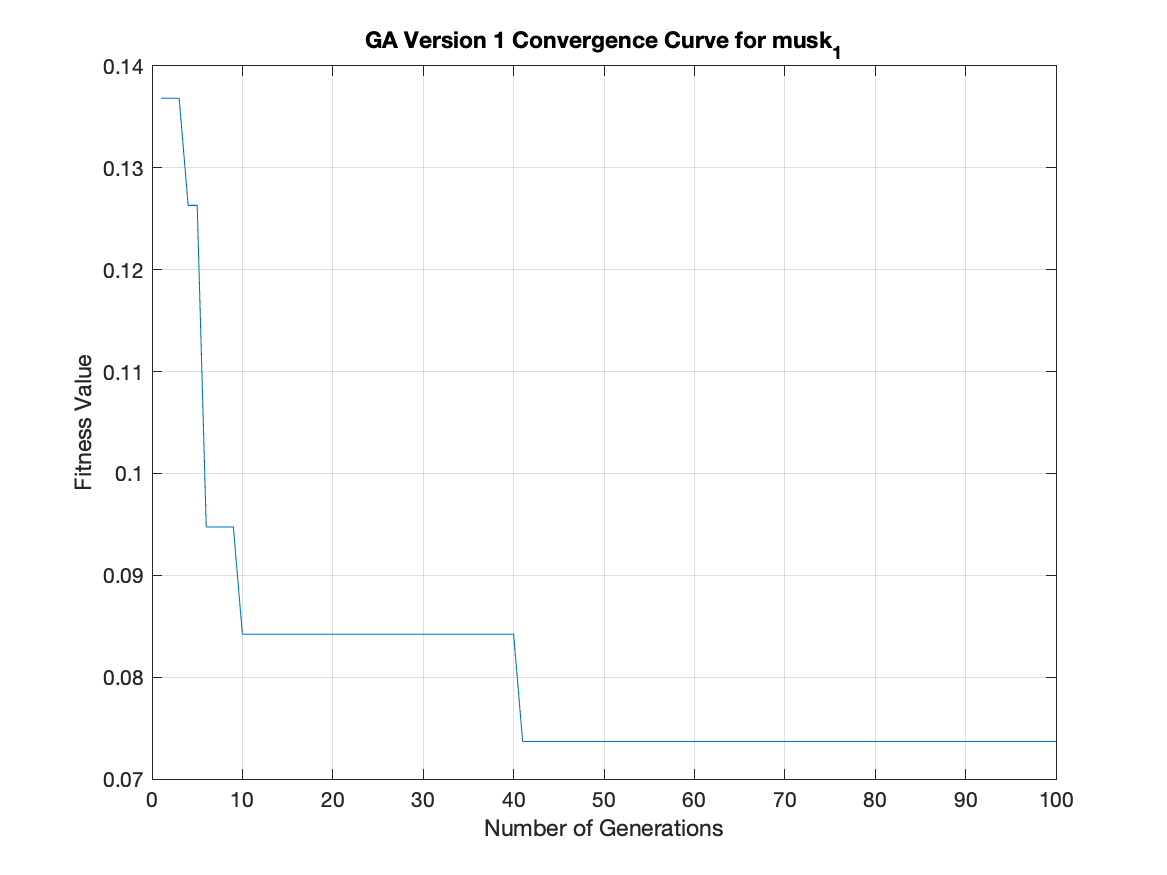 GA Version 1 Convergence Curve for musk₁
0.14
0.13
0.12
0.11
0.1
0.09
0.08
0.07
Fitness Value
0 10 20 30 40 50 60 70 80 90 100
Number of Generations